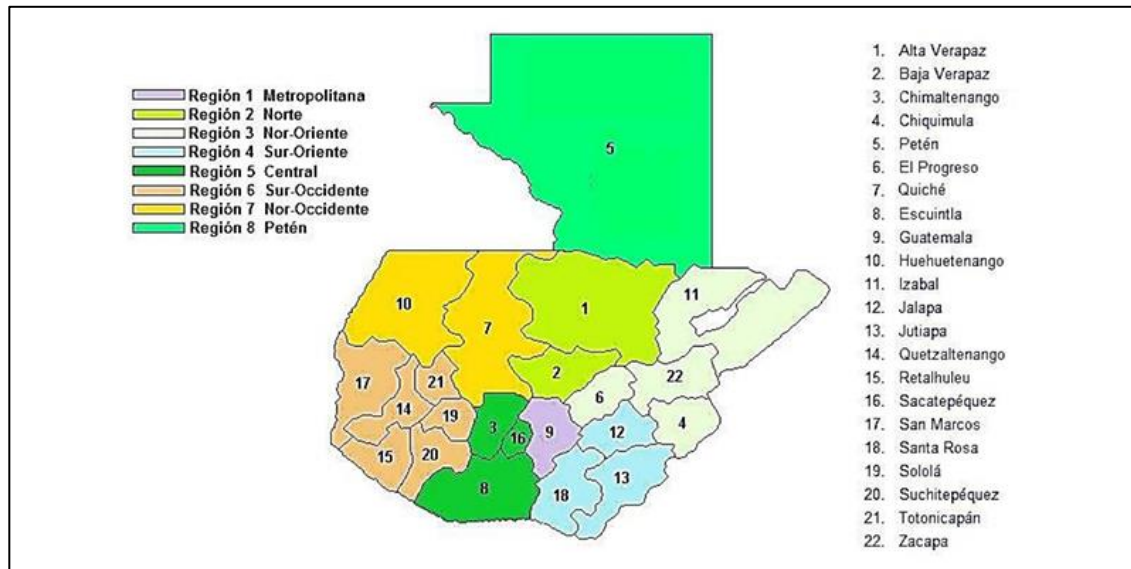 Región 1 Metropolitana
Región 2 Norte
Región 3 Nor-Oriente
Región 4 Sur-Oriente
Región 5 Central
Región 6 Sur-Occidente
Región 7 Nor-Occidente
Región 8 Petén
5
10
7
1
11
17
21
14
19
2
22
6
15
20
3
16
9
12
4
8
18
13
1. Alta Verapaz
2. Baja Verapaz
3. Chimaltenango
4. Chiquimula
5. Petén
6. El Progreso
7. Quiché
8. Escuintla
9. Guatemala
10. Huehuetenango
11. Izabal
12. Jalapa
13. Jutiapa
14. Quetzaltenango
15. Retalhuleu
16. Sacatepéquez
17. San Marcos
18. Santa Rosa
19. Sololá
20. Suchitepéquez
21. Totonicapán
22. Zacapa